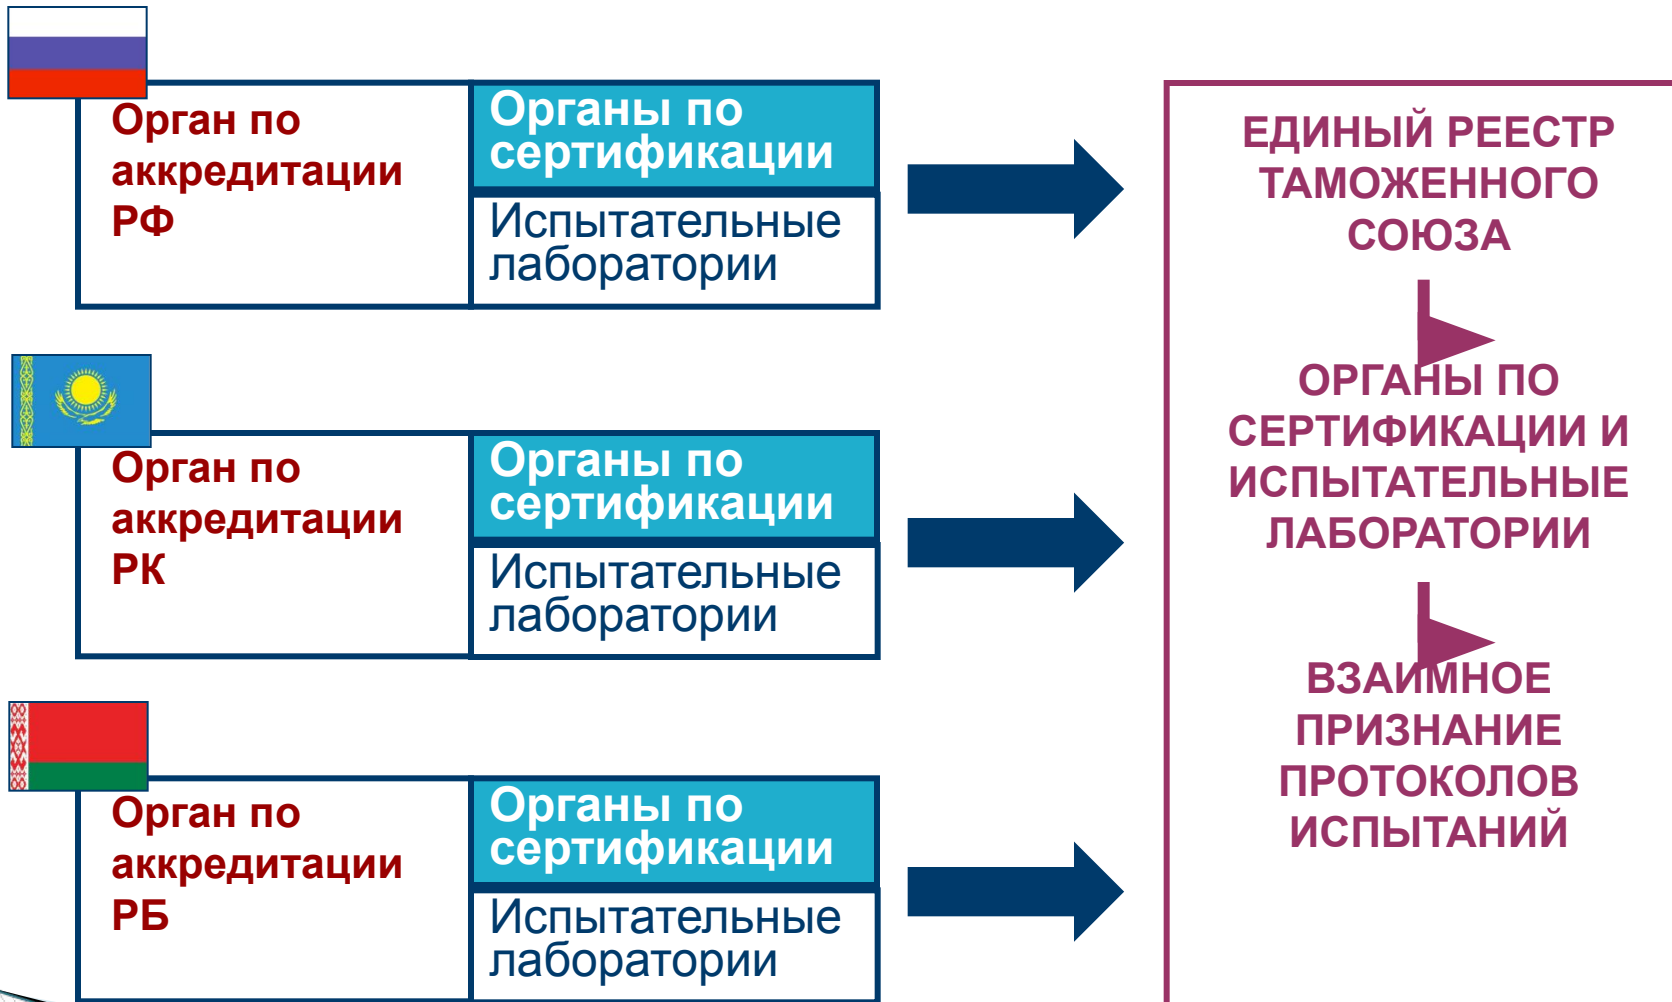 Орган по
аккредитации
РФ
Органы по
сертификации
Испытательные
лаборатории
Орган по
аккредитации
РК
Органы по
сертификации
Испытательные
лаборатории
Орган по
аккредитации
РБ
Органы по
сертификации
Испытательные
лаборатории
ЕДИНЫЙ РЕЕСТР
ТАМОЖЕННОГО
СОЮЗА
ОРГАНЫ ПО
СЕРТИФИКАЦИИ И
ИСПЫТАТЕЛЬНЫЕ
ЛАБОРАТОРИИ
ВЗАИМНОЕ
ПРИЗНАНИЕ
ПРОТОКОЛОВ
ИСПЫТАНИЙ